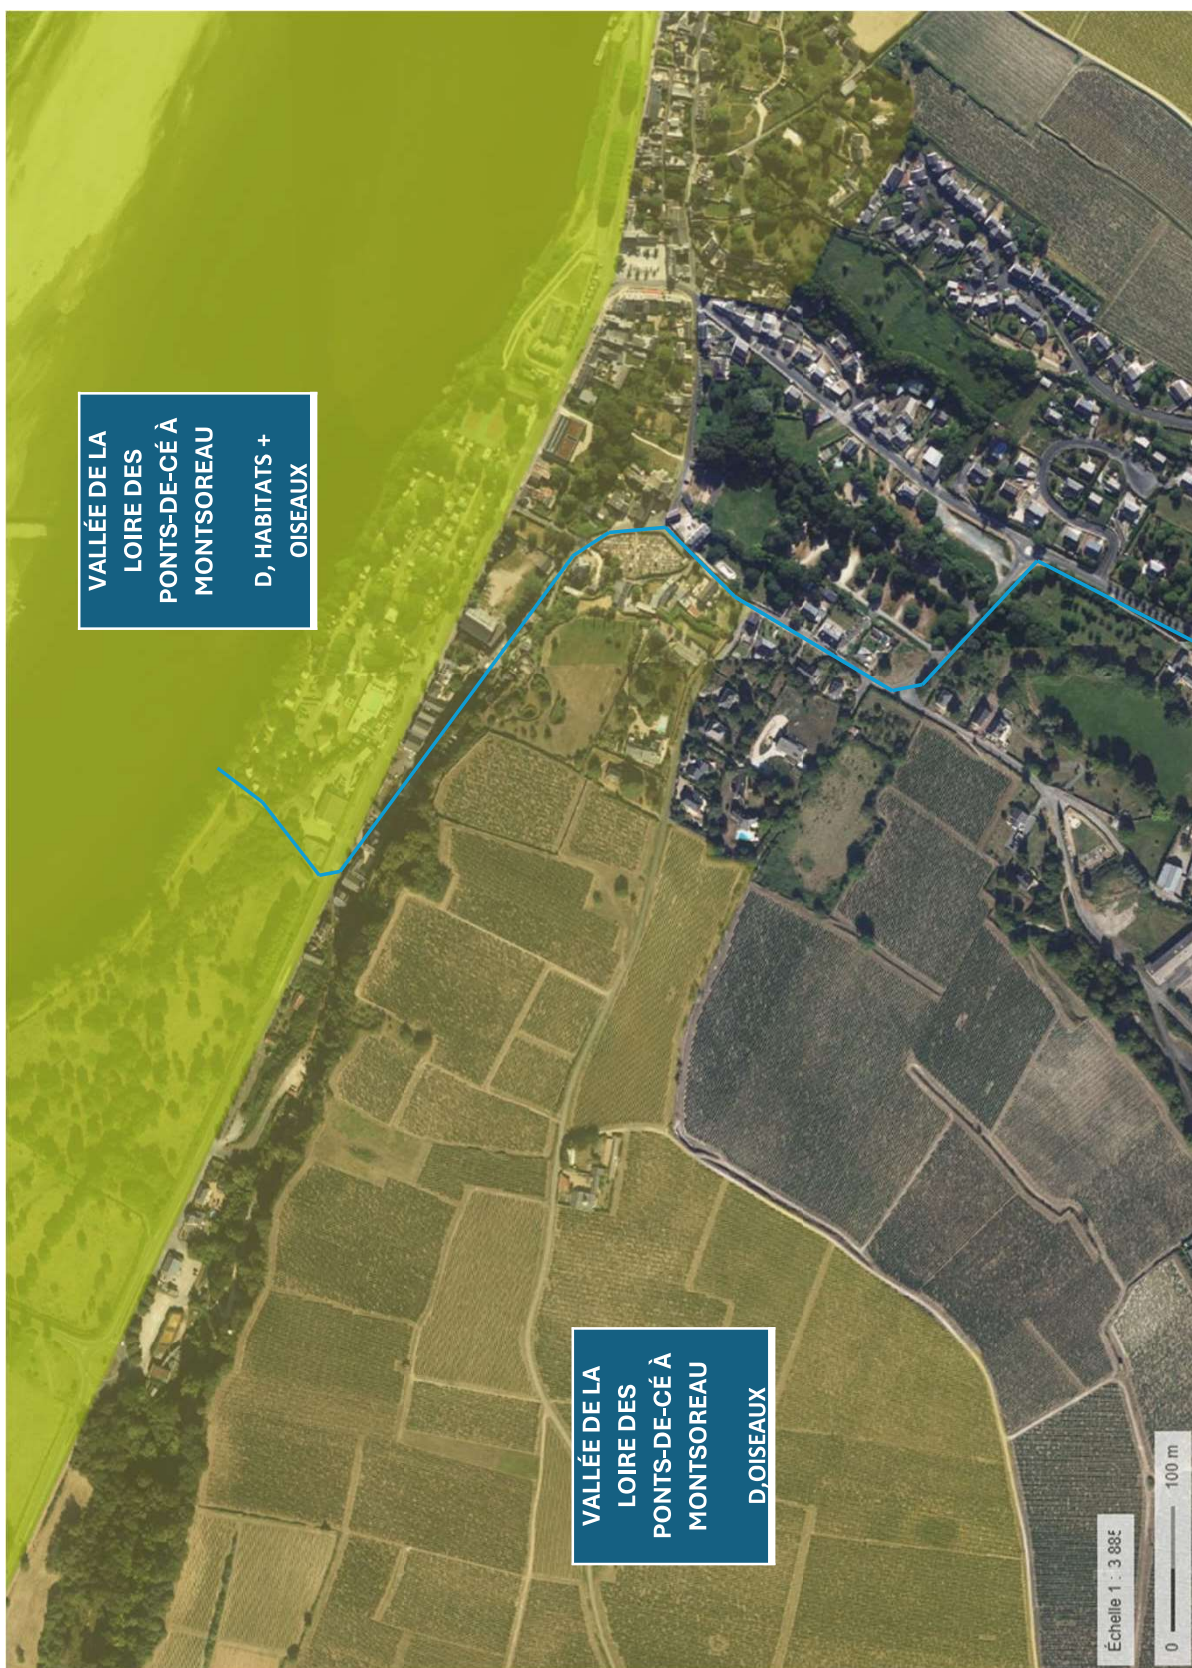 VALLÉE DE LA
LOIRE DES
PONTS-DE-CÉ À
MONTSOREAU
D, HABITATS +
OISEAUX
VALLÉE DE LA
LOIRE DES
PONTS-DE-CÉ À
MONTSOREAU
D,OISEAUX
Échelle 1 : 3 885
0 100 m